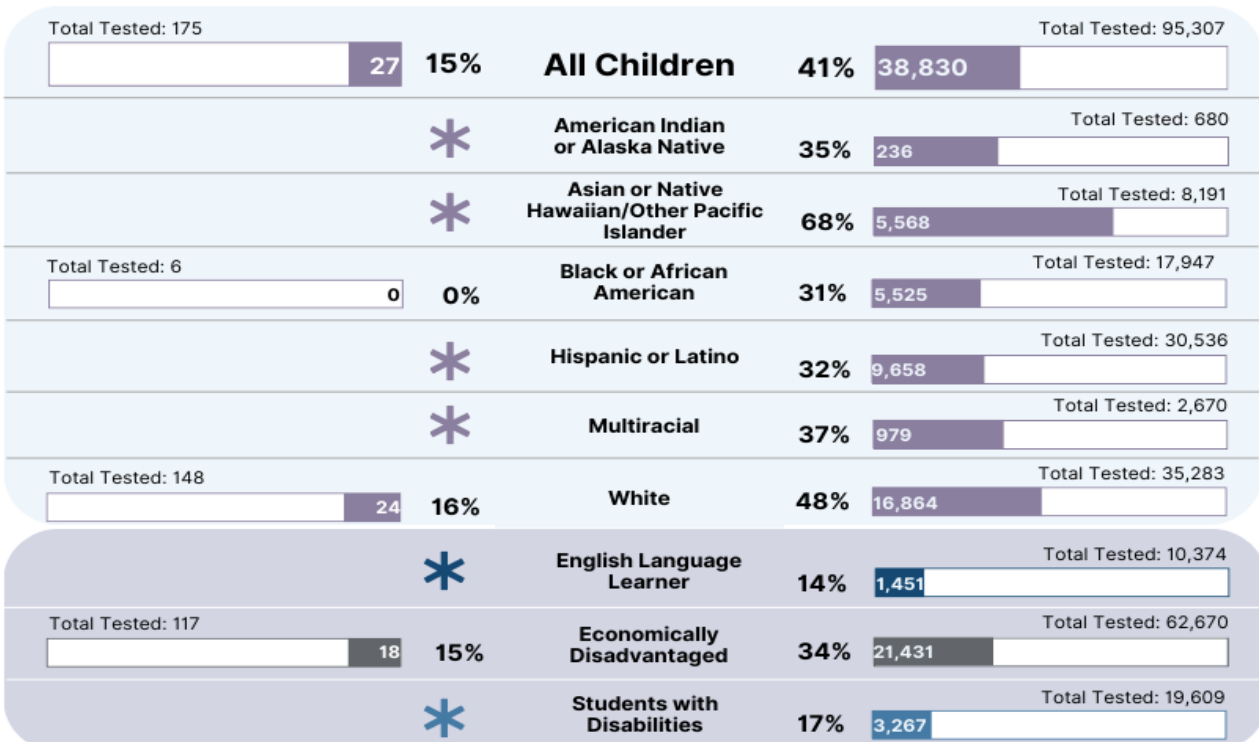 Total Tested: 175
Total Tested: 95,307
27 15% All Children 41% 38,830
Total Tested: 680
* American Indian
or Alaska Native 35% 236
Asian or Native
Total Tested: 8,191
* Hawaiian/Other Pacific 68% 5,568
Islander
Total Tested: 6
Total Tested: 17,947
Black or African
0 0% American 31% 5,525
Total Tested: 30,536
* Hispanic or Latino 32% 9,658
Total Tested: 2,670
* Multiracial 37% 979
Total Tested: 148
Total Tested: 35,283
24 16% White 48% 16,864
Total Tested: 10,374
* English Language
Learner 14% 1,451
Total Tested: 117
Total Tested: 62,670
Economically
18 15% Disadvantaged 34% 21,431
Total Tested: 19,609
* Students with
Disabilities 17% 3,267